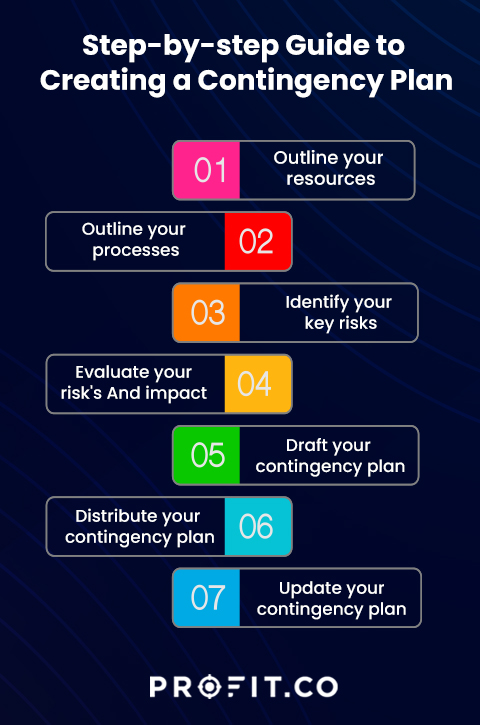 Step-by-step Guide to
Creating a Contingency Plan
01
Outline your
resources
Outline your
processes
02
03
Identify your
key risks
Evaluate your
risk's And impact
04
05
Draft your
contingency plan
Distribute your
contingency plan
06
07
Update your
contingency plan
PROFIT.CO